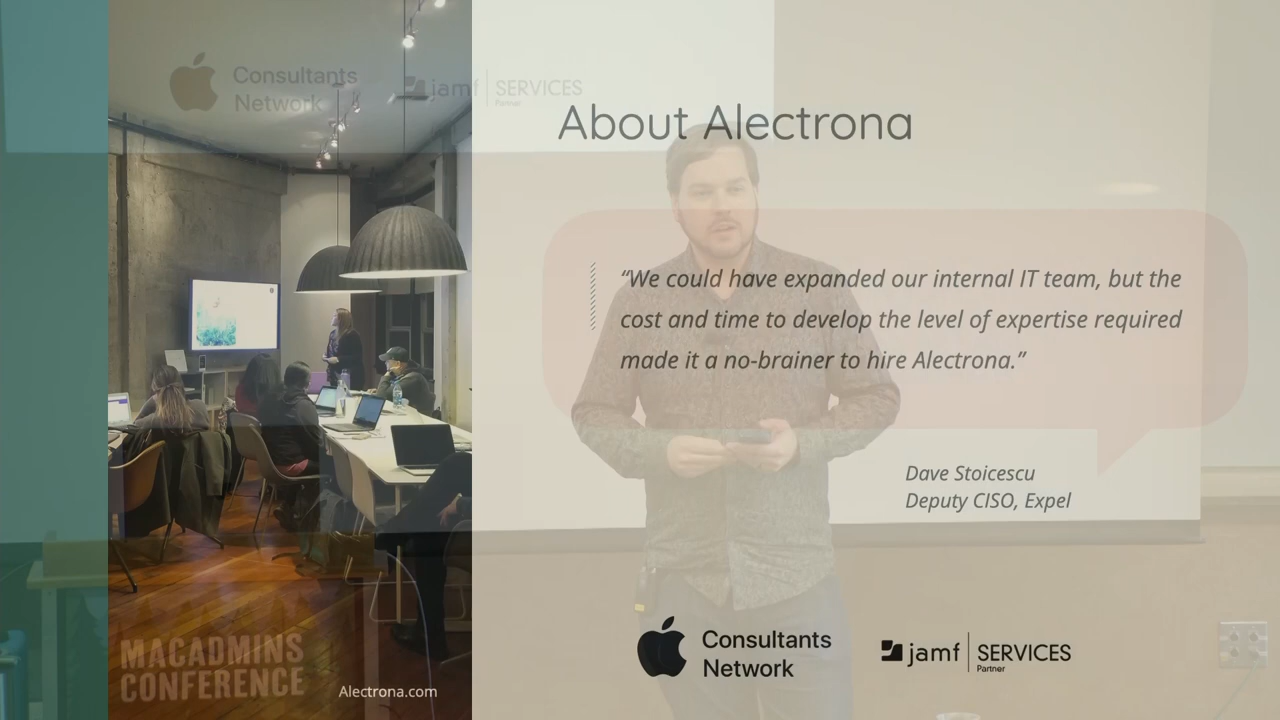 Consultants
Network
jamf SERVICES
Partner
About Alectrona
“We could have expanded our internal IT team, but the
cost and time to develop the level of expertise required
made it a no-brainer to hire Alectrona.”
Dave Stoicescu
Deputy CISO, Expel
MACADMINS
CONFERENCE
Alectrona.com
Consultants
Network
jamf SERVICES
Partner